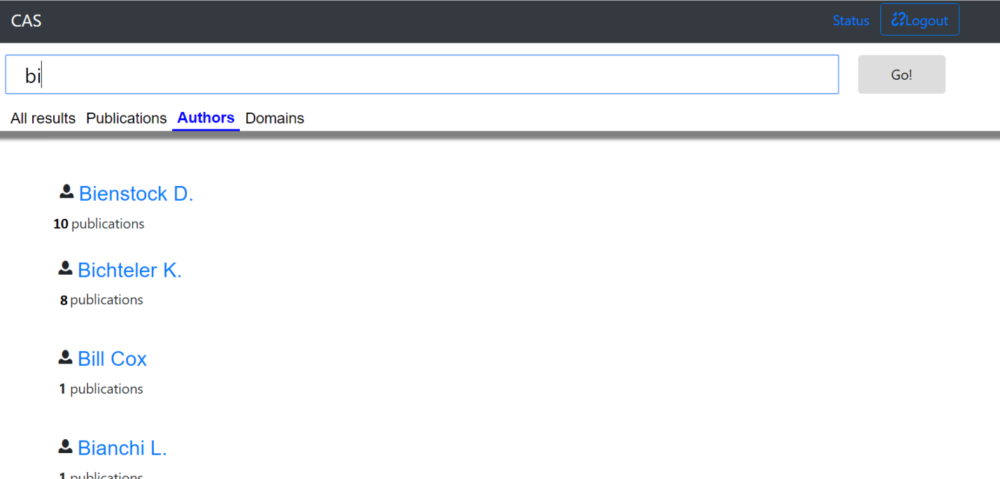 CAS Status Logout
bi Go!
All results Publications Authors Domains
Bienstock D.
10 publications
Bichteler K.
8 publications
Bill Cox
1 publications
Bianchi L.
1 publications